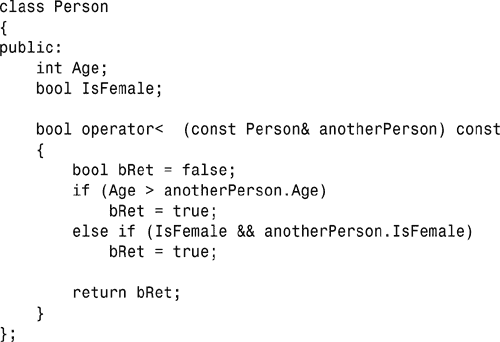 class Person
{
public:
    int Age;
    bool IsFemale;

    bool operator<  (const Person& anotherPerson) const
    {
        bool bRet = false;
        if (Age > anotherPerson.Age)
            bRet = true;
        else if (IsFemale && anotherPerson.IsFemale)
            bRet = true;

        return bRet;
    }
};